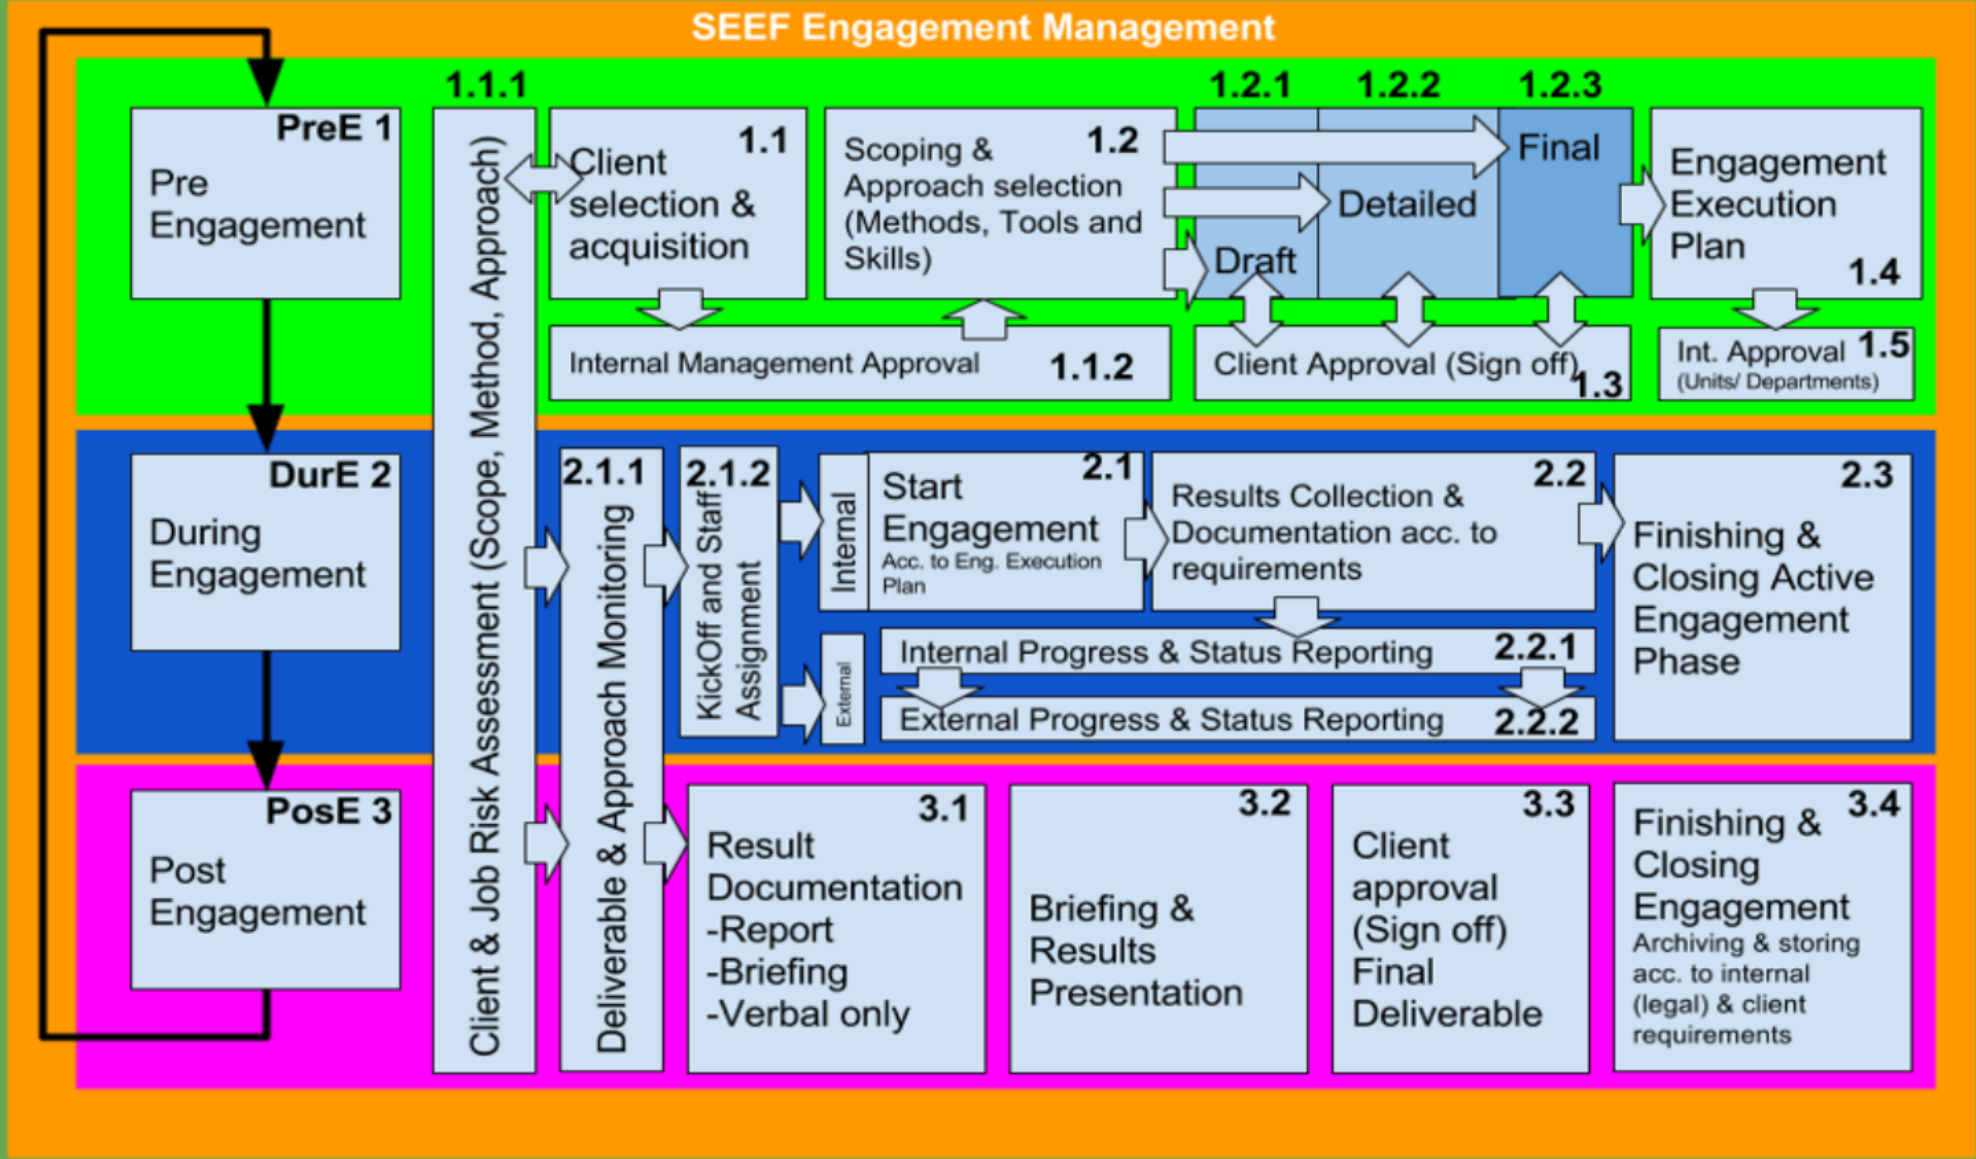 SEEF Engagement Management
PreE 1
Pre
Engagement
1.1.1
Client & Job Risk Assessment (Scope, Method, Approach)
1.1
Client
selection &
acquisition
1.2
Scoping &
Approach selection
(Methods, Tools and
Skills)
1.2.1
1.2.2
1.2.3
Draft
Detailed
Final
Engagement
Execution
Plan
1.4
Internal Management Approval
1.1.2
Client Approval (Sign off)
1.3
Int. Approval
1.5
(Units/ Departments)
DurE 2
During
Engagement
2.1.1
Deliverable & Approach Monitoring
2.1.2
KickOff and Staff
Assignment
Internal
External
2.1
Start
Engagement
Acc. to Eng. Execution
Plan
2.2
Results Collection &
Documentation acc. to
requirements
Internal Progress & Status Reporting
2.2.1
External Progress & Status Reporting
2.2.2
2.3
Finishing &
Closing Active
Engagement
Phase
PosE 3
Post
Engagement
3.1
Result
Documentation
-Report
-Briefing
-Verbal only
3.2
Briefing &
Results
Presentation
3.3
Client
approval
(Sign off)
Final
Deliverable
3.4
Finishing &
Closing
Engagement
Archiving & storing
acc. to internal
(legal) & client
requirements